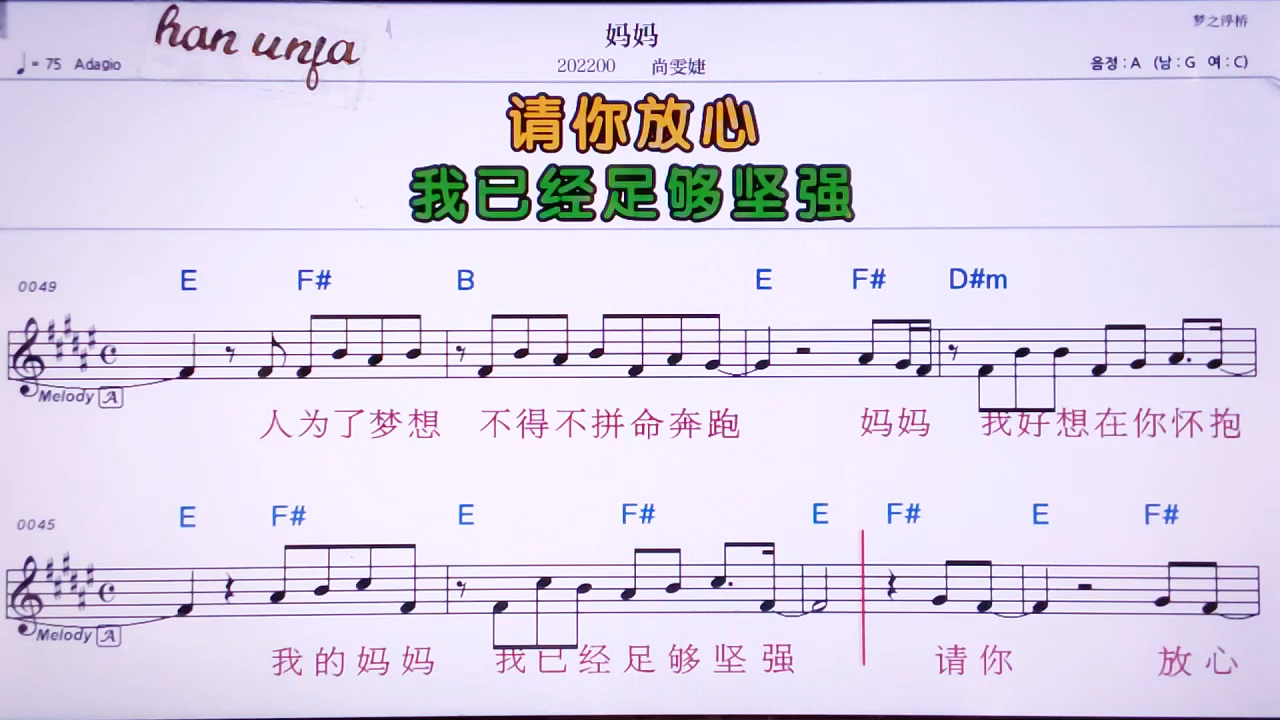 han unfa
妈妈
梦之浮桥
♩= 75 Adagio
202200 尚雯婕
음정 : A (남 : G 여 : C)
请你放心
我已经足够坚强
0049
E F# B E F# D#m
Melody A
人为了梦想 不得不拼命奔跑 妈妈 我好想在你怀抱
0045
E F# E F# E F# E F#
Melody A
我的妈妈 我已经足够坚强 请你 放心